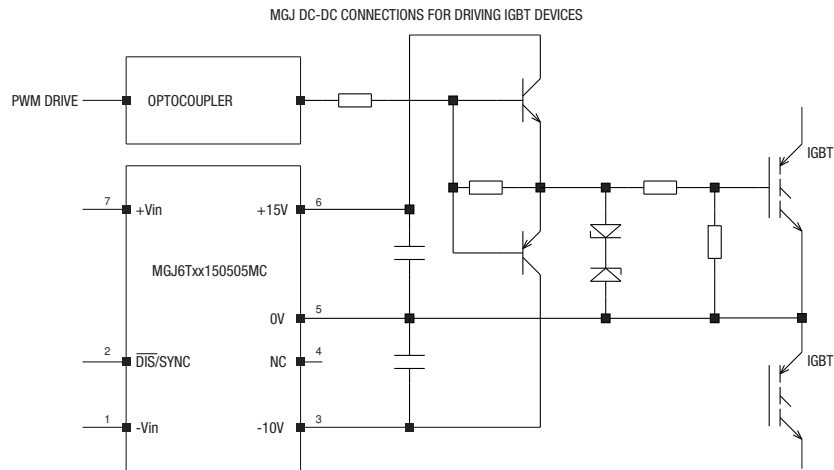 MGJ DC-DC CONNECTIONS FOR DRIVING IGBT DEVICES
PWM DRIVE
OPTOCOUPLER
IGBT
7
+Vin
+15V
6
MGJ6Txx150505MC
0V
5
2
DIS/SYNC
NC
4
IGBT
1
-Vin
-10V
3